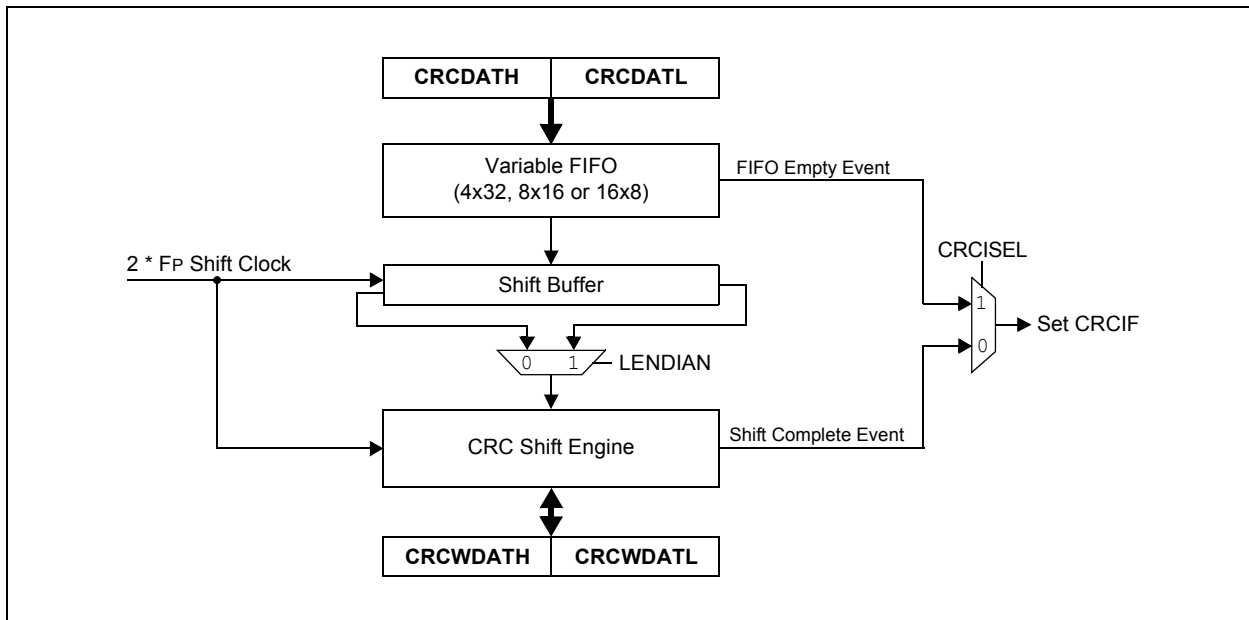 CRCDATH CRCDATL
Variable FIFO
(4x32, 8x16 or 16x8)
FIFO Empty Event
CRCISEL
2 * FP Shift Clock
Shift Buffer
1
Set CRCIF
0 1
LENDIAN
0
CRC Shift Engine
Shift Complete Event
CRCWDATH CRCWDATL